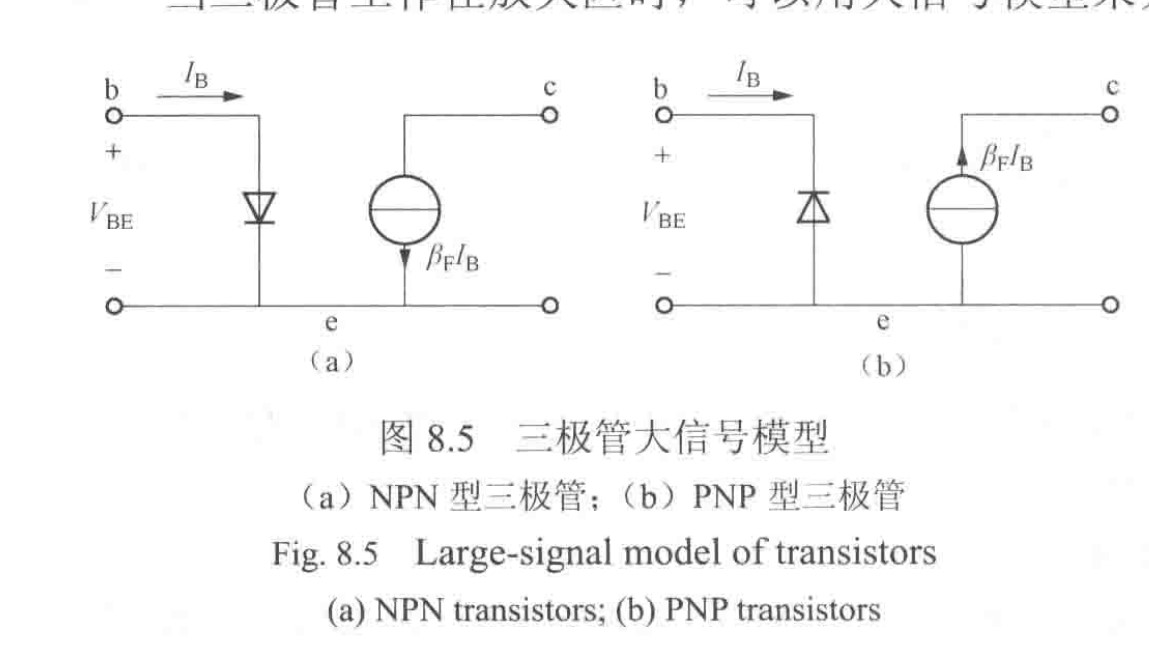 b I_B c b I_B c
+ + β_F I_B
V_BE V_BE
− β_F I_B −
e e
（a） （b）
图 8.5 三极管大信号模型
（a）NPN 型三极管；（b）PNP 型三极管
Fig. 8.5 Large-signal model of transistors
(a) NPN transistors; (b) PNP transistors